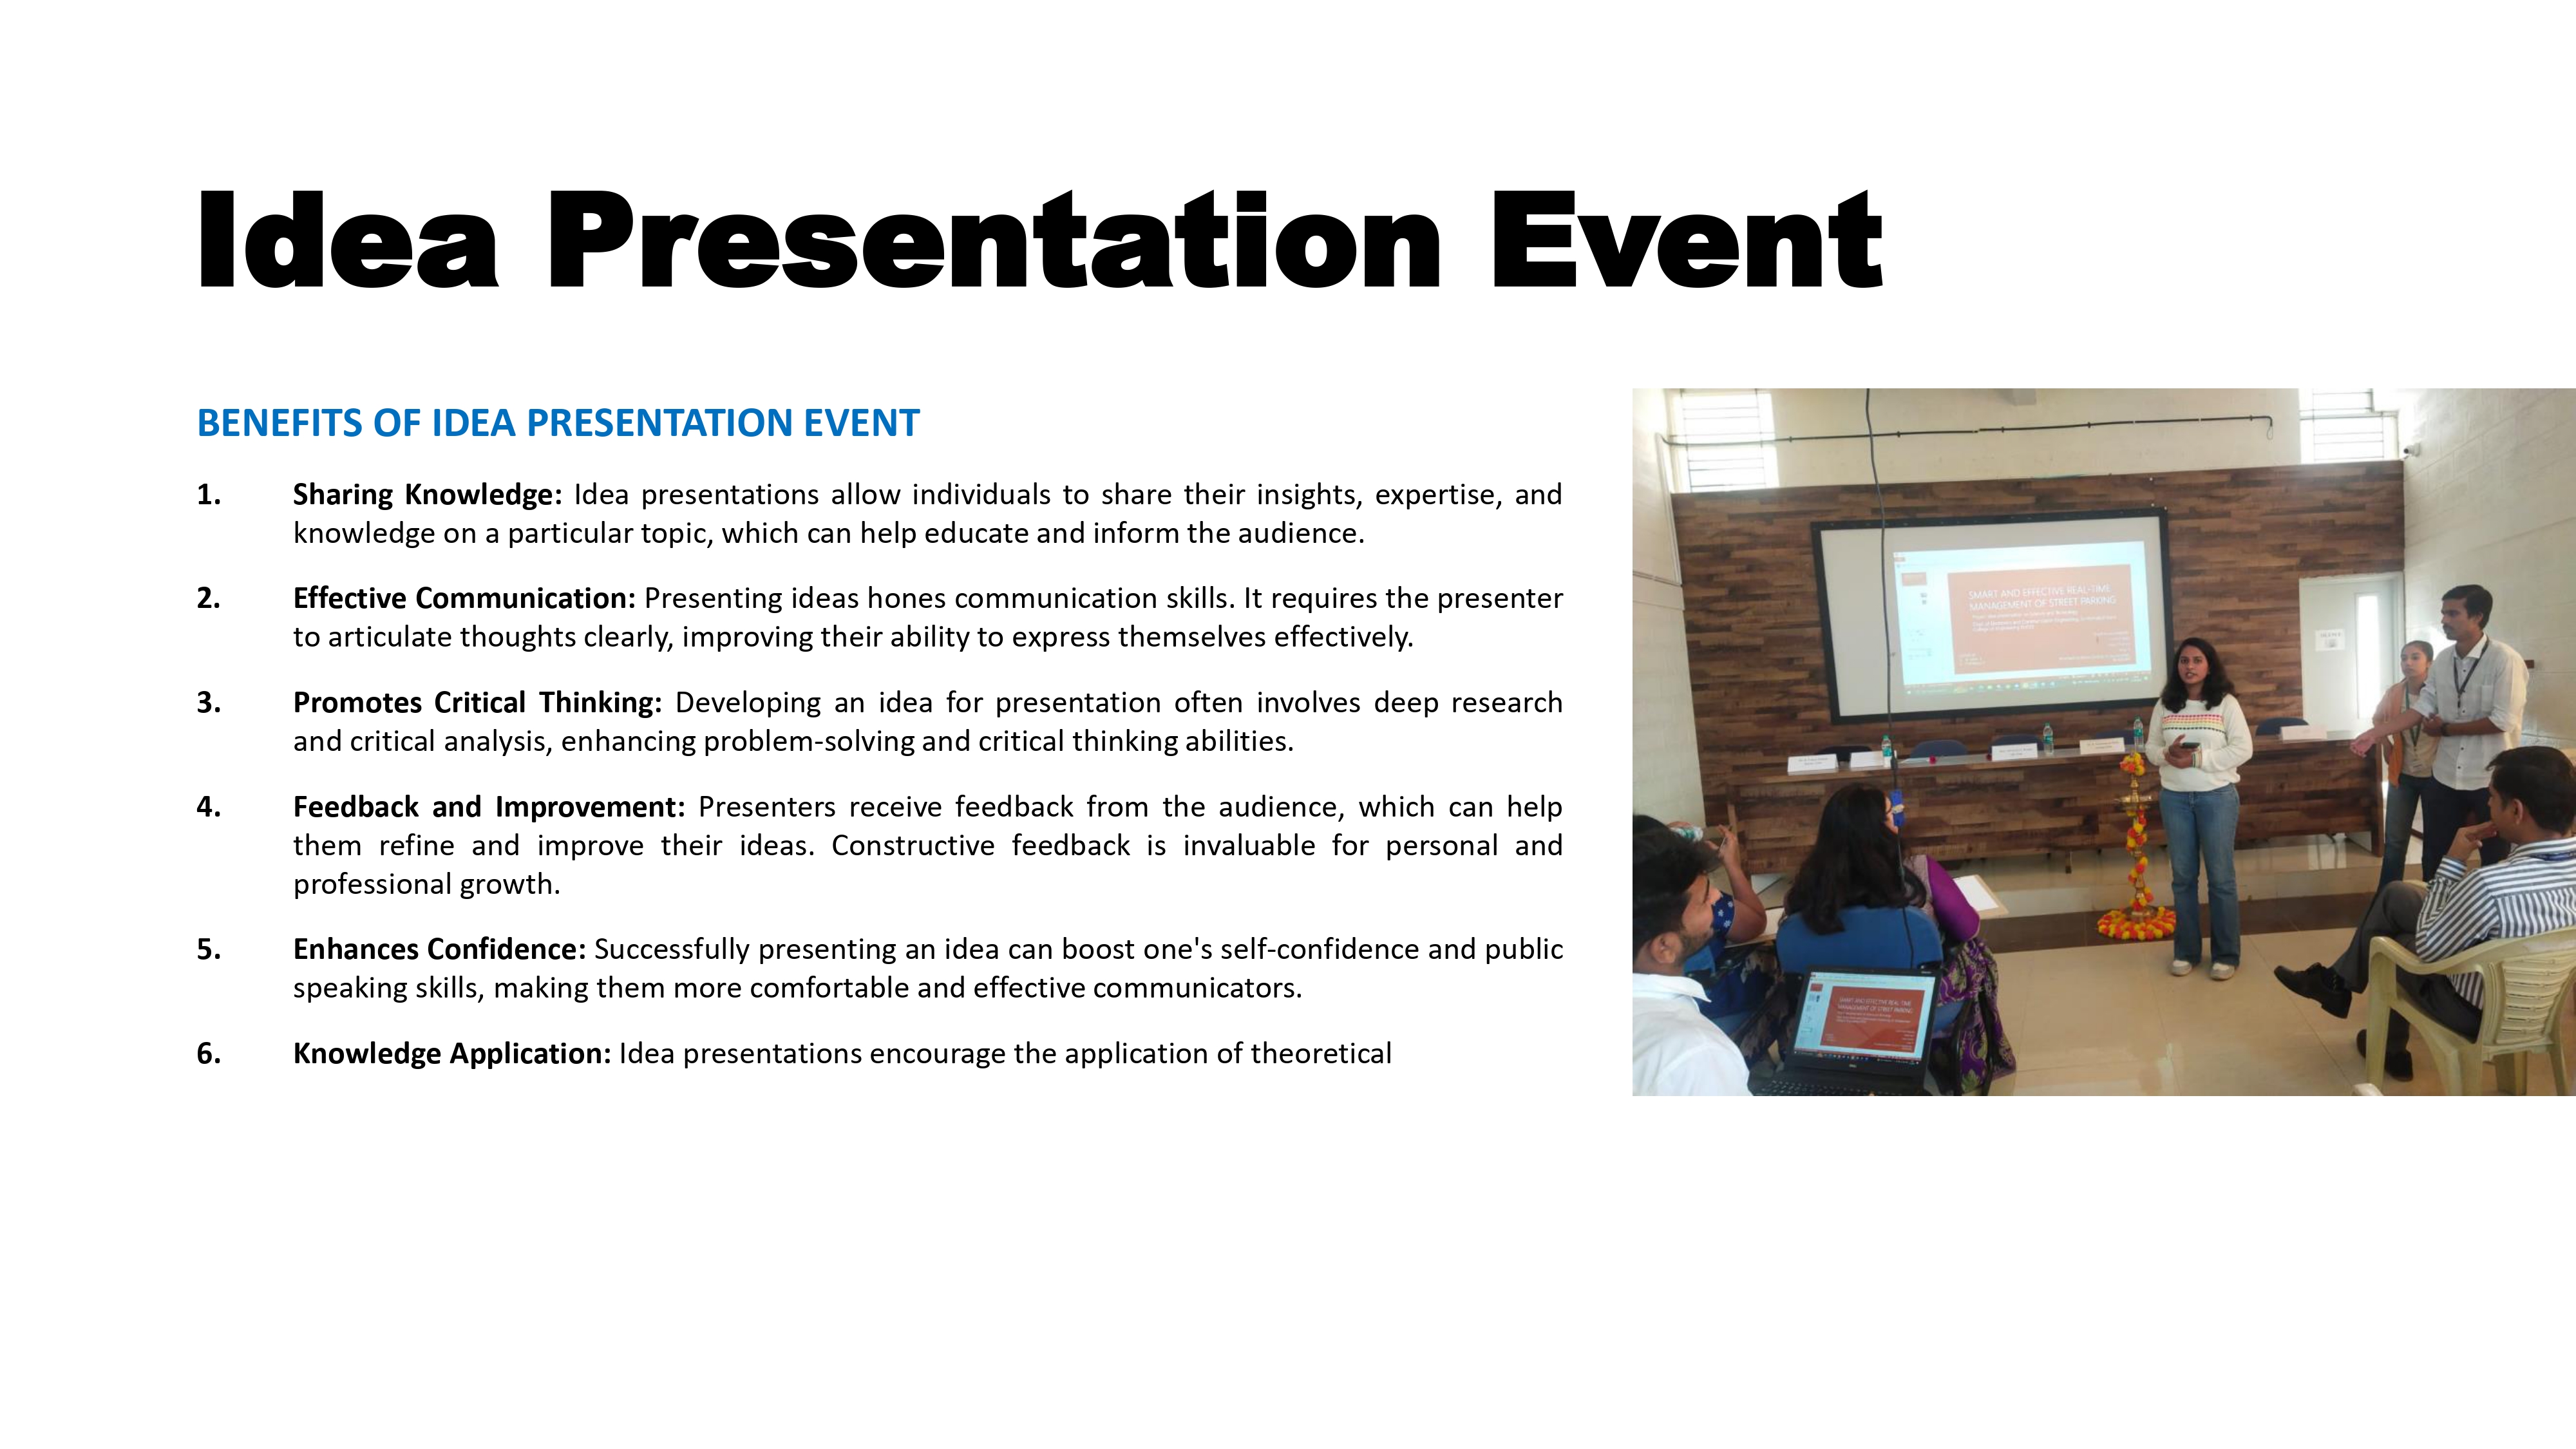 Idea Presentation Event
BENEFITS OF IDEA PRESENTATION EVENT
1. Sharing Knowledge: Idea presentations allow individuals to share their insights, expertise, and
knowledge on a particular topic, which can help educate and inform the audience.
2. Effective Communication: Presenting ideas hones communication skills. It requires the presenter
to articulate thoughts clearly, improving their ability to express themselves effectively.
3. Promotes Critical Thinking: Developing an idea for presentation often involves deep research
and critical analysis, enhancing problem-solving and critical thinking abilities.
4. Feedback and Improvement: Presenters receive feedback from the audience, which can help
them refine and improve their ideas. Constructive feedback is invaluable for personal and
professional growth.
5. Enhances Confidence: Successfully presenting an idea can boost one's self-confidence and public
speaking skills, making them more comfortable and effective communicators.
6. Knowledge Application: Idea presentations encourage the application of theoretical
SMART AND EFFECTIVE REAL-TIME
MANAGEMENT OF STREET PARKING
SMART AND EFFECTIVE REAL-TIME
MANAGEMENT OF STREET PARKING